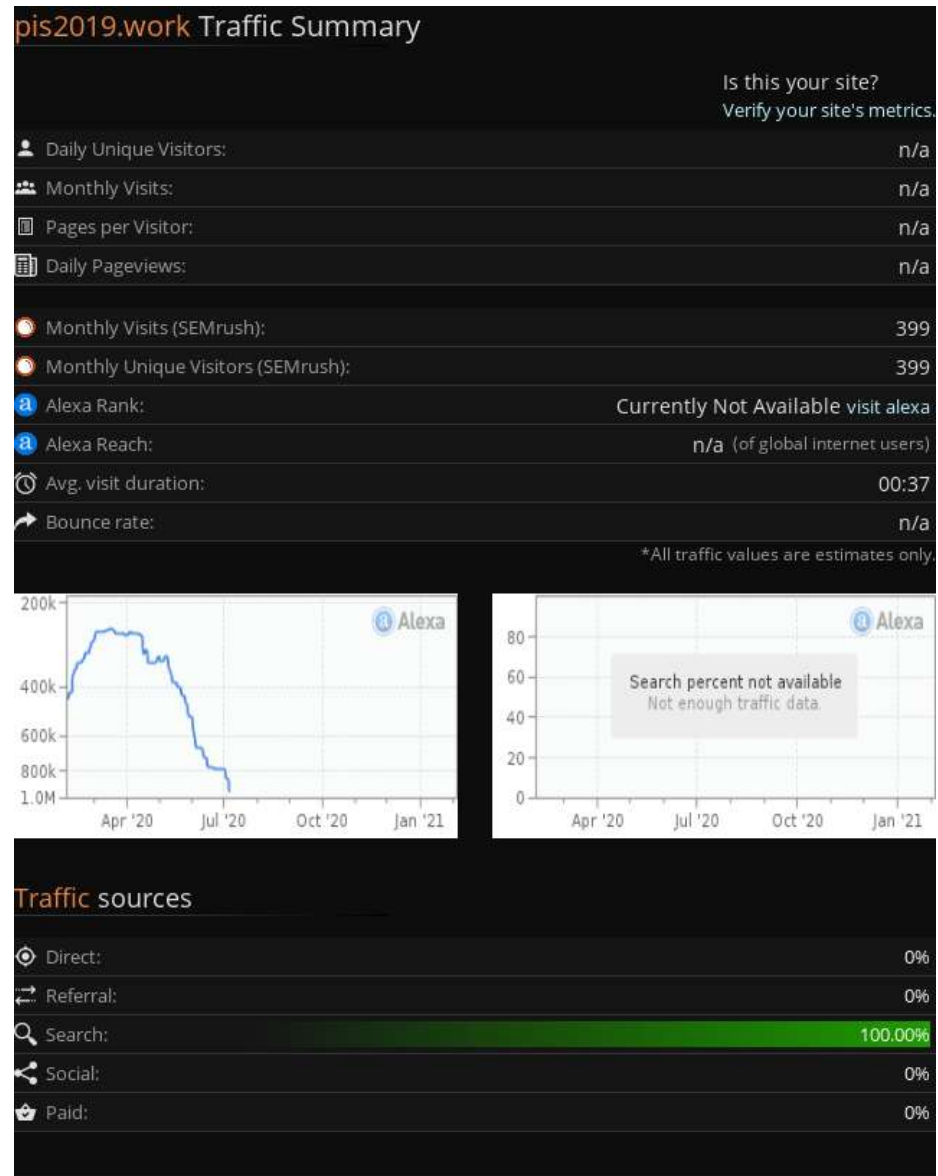 pis2019.work Traffic Summary
Is this your site?
Verify your site's metrics.
Daily Unique Visitors: n/a
Monthly Visits: n/a
Pages per Visitor: n/a
Daily Pageviews: n/a
Monthly Visits (SEMrush): 399
Monthly Unique Visitors (SEMrush): 399
Alexa Rank: Currently Not Available visit alexa
Alexa Reach: n/a (of global internet users)
Avg. visit duration: 00:37
Bounce rate: n/a
*All traffic values are estimates only.
a Alexa
200k
400k
600k
800k
1.0M
Apr '20 Jul '20 Oct '20 Jan '21
a Alexa
80
60
40
20
0
Search percent not available
Not enough traffic data.
Apr '20 Jul '20 Oct '20 Jan '21
Traffic sources
Direct: 0%
Referral: 0%
Search: 100.00%
Social: 0%
Paid: 0%